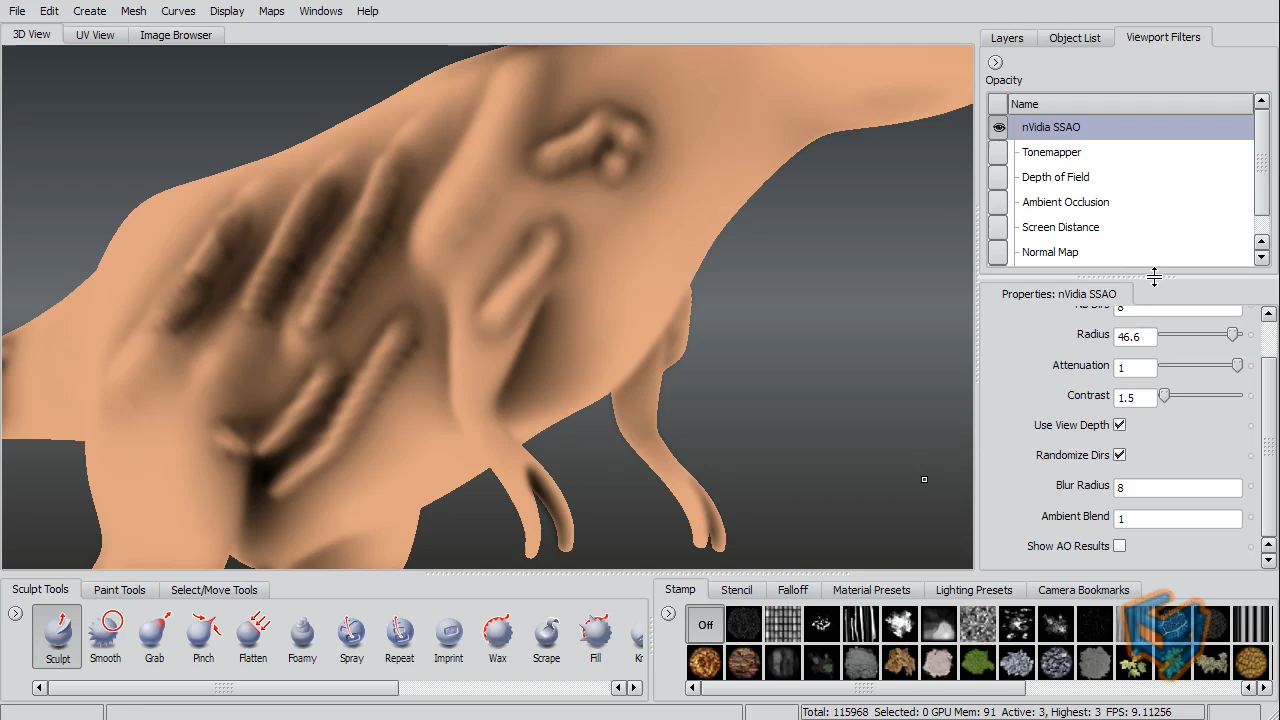 File Edit Create Mesh Curves Display Maps Windows Help
3D View UV View Image Browser
Layers Object List Viewport Filters
Opacity
Name
nVidia SSAO
Tonemapper
Depth of Field
Ambient Occlusion
Screen Distance
Normal Map
Properties: nVidia SSAO
Radius 46.6
Attenuation 1
Contrast 1.5
Use View Depth
Randomize Dirs
Blur Radius 8
Ambient Blend 1
Show AO Results
Sculpt Tools Paint Tools Select/Move Tools
Stamp Stencil Falloff Material Presets Lighting Presets Camera Bookmarks
Off
Sculpt Smooth Grab Pinch Flatten Foamy Spray Repeat Imprint Wax Scrape Fill
Total: 115968 Selected: 0 GPU Mem: 91 Active: 3, Highest: 3 FPS: 9.11256